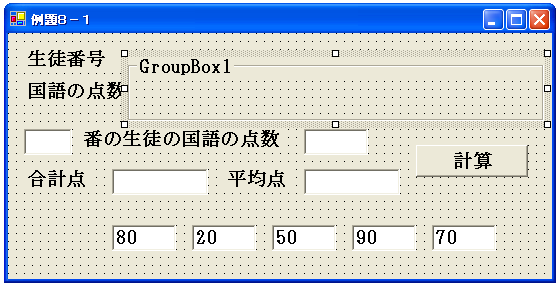 例題8－1
生徒番号
GroupBox1
国語の点数
番の生徒の国語の点数
計算
合計点 平均点
80 20 50 90 70